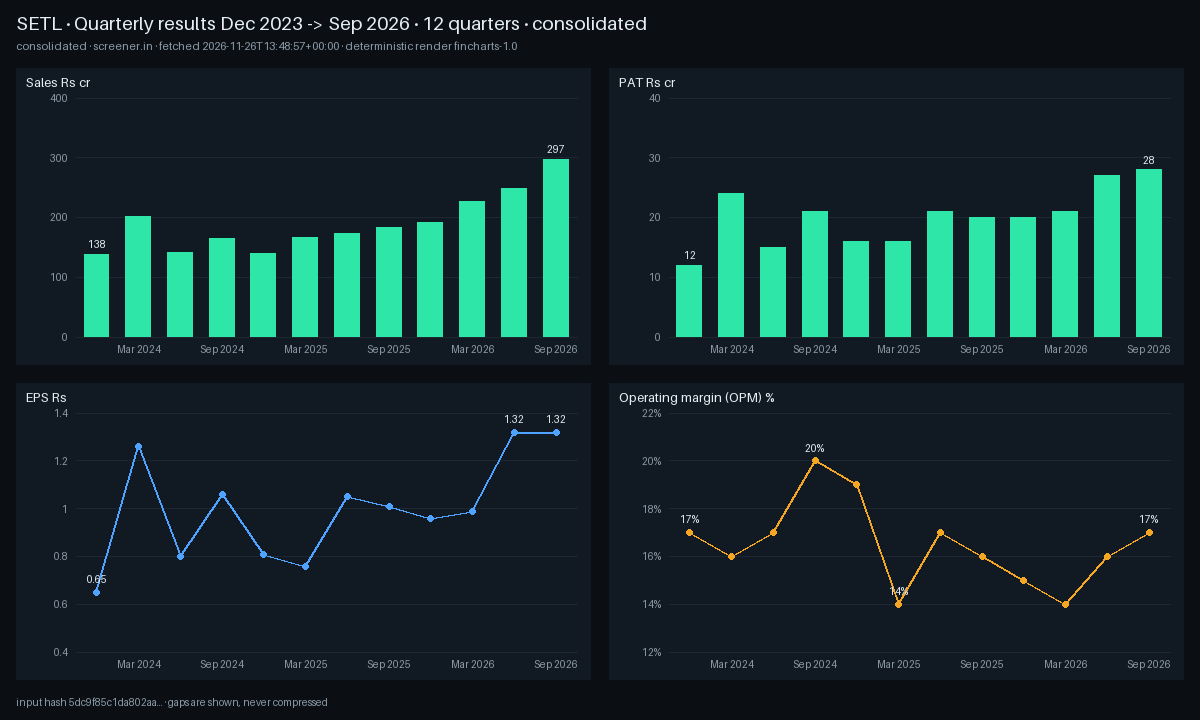 SETL · Quarterly results Dec 2023 -> Sep 2026 · 12 quarters · consolidated
consolidated · screener.in · fetched 2026-11-26T13:48:57+00:00 · deterministic render fincharts-1.0
Sales Rs cr
400
300
200
100
0
138
297
Mar 2024 Sep 2024 Mar 2025 Sep 2025 Mar 2026 Sep 2026
PAT Rs cr
40
30
20
10
0
12
28
Mar 2024 Sep 2024 Mar 2025 Sep 2025 Mar 2026 Sep 2026
EPS Rs
1.4
1.2
1
0.8
0.6
0.4
0.65
1.32 1.32
Mar 2024 Sep 2024 Mar 2025 Sep 2025 Mar 2026 Sep 2026
Operating margin (OPM) %
22%
20%
18%
16%
14%
12%
17%
20%
14%
17%
Mar 2024 Sep 2024 Mar 2025 Sep 2025 Mar 2026 Sep 2026
input hash 5dc9f85c1da802aa… · gaps are shown, never compressed